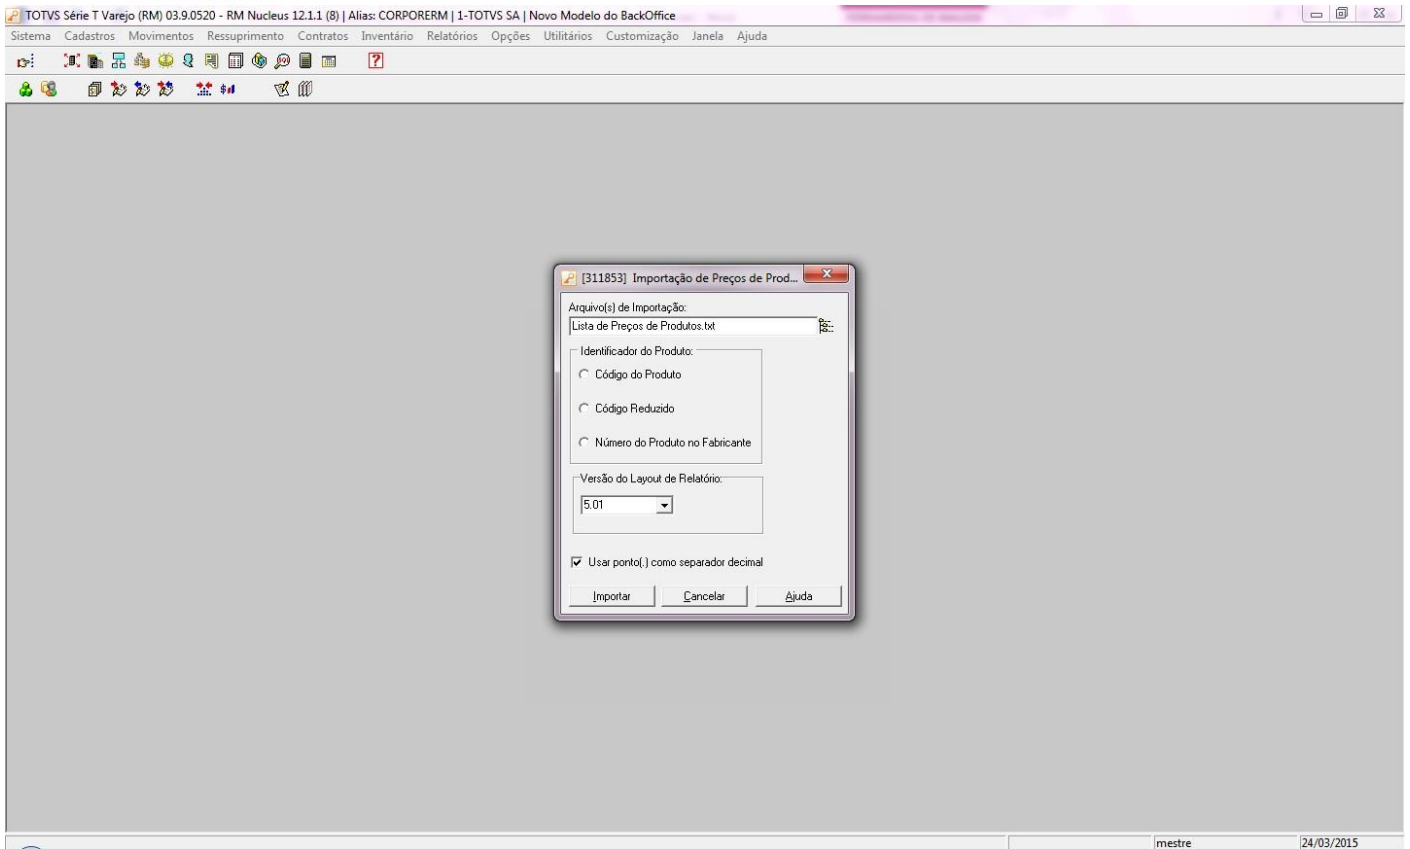 TOTVS Série T Varejo (RM) 03.9.0520 - RM Nucleus 12.1.1 (8) | Alias: CORPORERM | 1-TOTVS SA | Novo Modelo do BackOffice
Sistema Cadastros Movimentos Ressuprimento Contratos Inventário Relatórios Opções Utilitários Customização Janela Ajuda
[311853] Importação de Preços de Prod...
Arquivo(s) de Importação:
Lista de Preços de Produtos.txt
Identificador do Produto:
Código do Produto
Código Reduzido
Número do Produto no Fabricante
Versão do Layout de Relatório:
5.01
Usar ponto(.) como separador decimal
Importar Cancelar Ajuda
mestre 24/03/2015